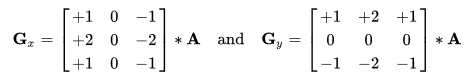 G_x = [ +1 0 −1 ; +2 0 −2 ; +1 0 −1 ] * A and G_y = [ +1 +2 +1 ; 0 0 0 ; −1 −2 −1 ] * A